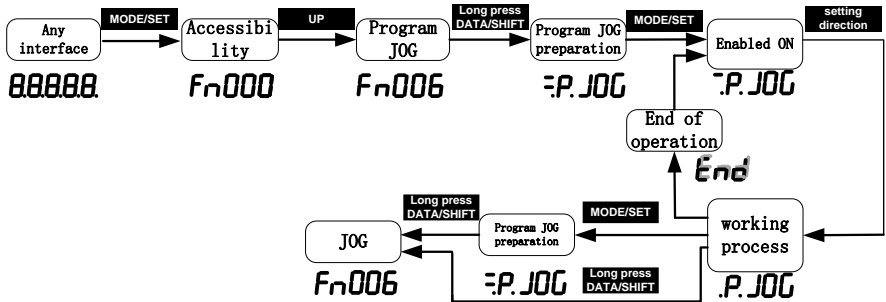 Any
interface
MODE/SET
Accessibi
lity
UP
Program
JOG
Long press
DATA/SHIFT
Program JOG
preparation
MODE/SET
Enabled ON
setting
direction
8.8.8.8.8.
Fn000
Fn006
P.JOG
P.JOG
End of
operation
End
Long press
DATA/SHIFT
MODE/SET
JOG
Program JOG
preparation
working
process
Long press
DATA/SHIFT
Fn006
P.JOG
.P.JOG